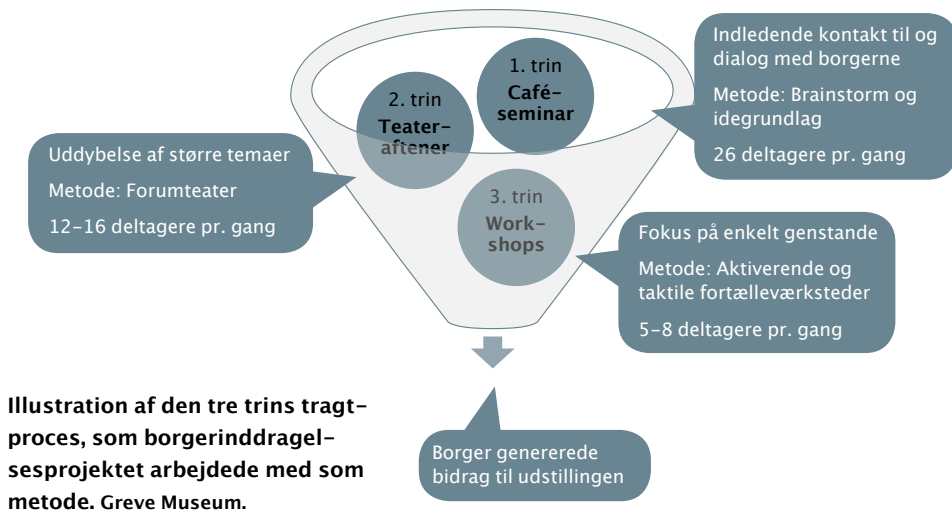 1. trin
Café-
seminar
Indledende kontakt til og
dialog med borgerne
Metode: Brainstorm og
idegrundlag
26 deltagere pr. gang
2. trin
Teater-
aftener
Uddybelse af større temaer
Metode: Forumteater
12-16 deltagere pr. gang
3. trin
Work-
shops
Fokus på enkelt genstande
Metode: Aktiverende og
taktile fortælleværksteder
5-8 deltagere pr. gang
Borger genererede
bidrag til udstillingen
Illustration af den tre trins tragt-
proces, som borgerinddragel-
sesprojektet arbejdede med som
metode. Greve Museum.